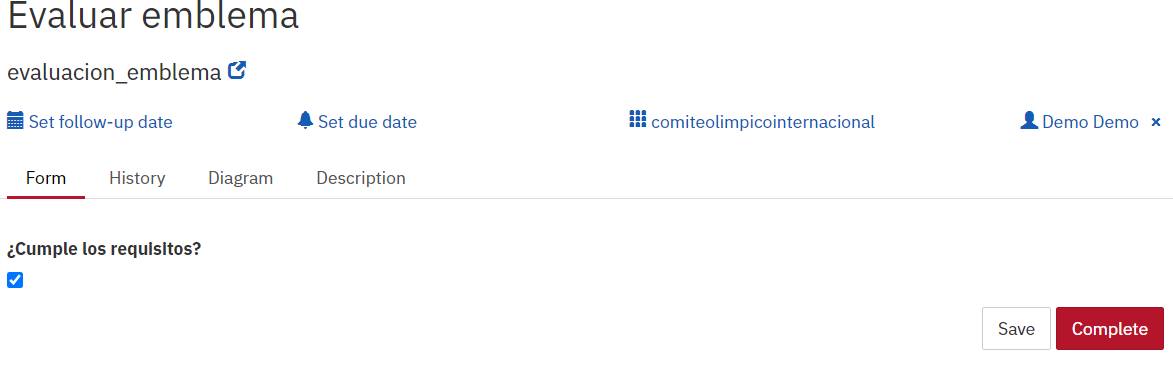 Evaluar emblema
evaluacion_emblema
Set follow-up date Set due date comiteolimpicointernacional Demo Demo ×
Form History Diagram Description
¿Cumple los requisitos?
Save Complete